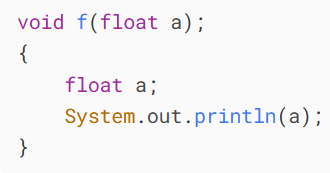 void f(float a);
{
    float a;
    System.out.println(a);
}